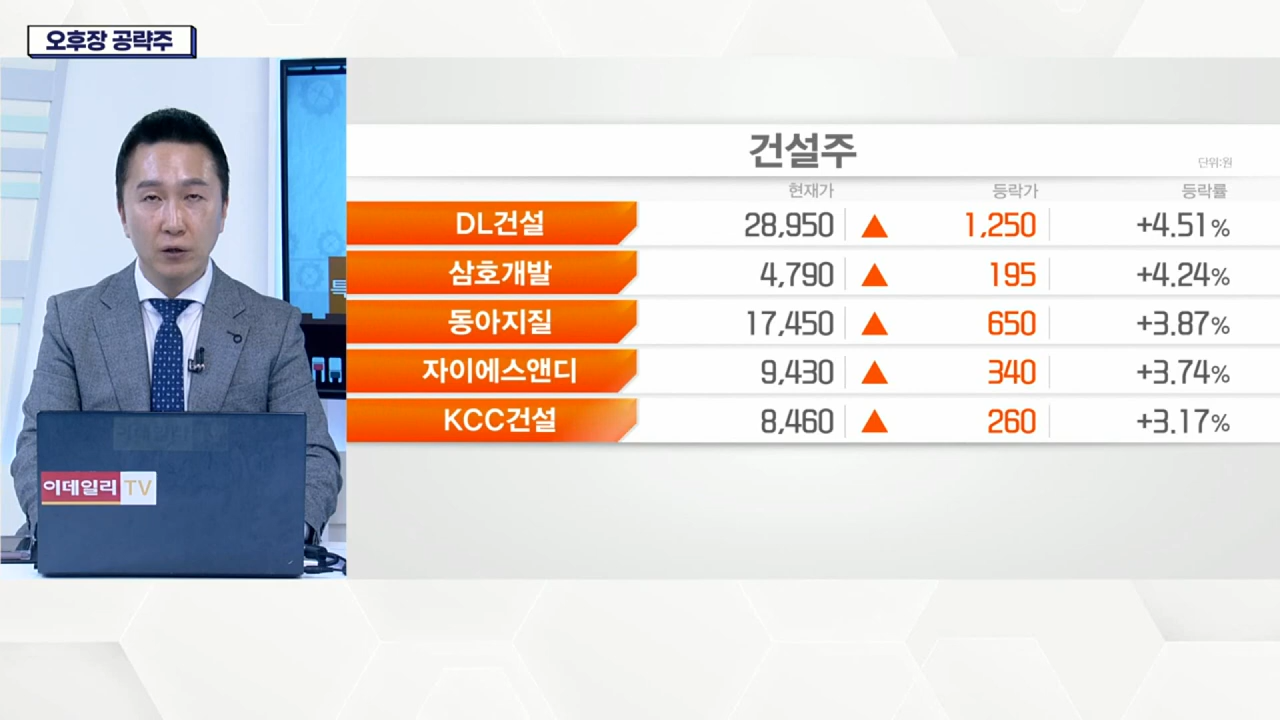 오후장 공략주
건설주
단위:원
현재가 등락가 등락률
DL건설 28,950 ▲ 1,250 +4.51%
삼호개발 4,790 ▲ 195 +4.24%
동아지질 17,450 ▲ 650 +3.87%
자이에스앤디 9,430 ▲ 340 +3.74%
KCC건설 8,460 ▲ 260 +3.17%
특
이데일리 TV